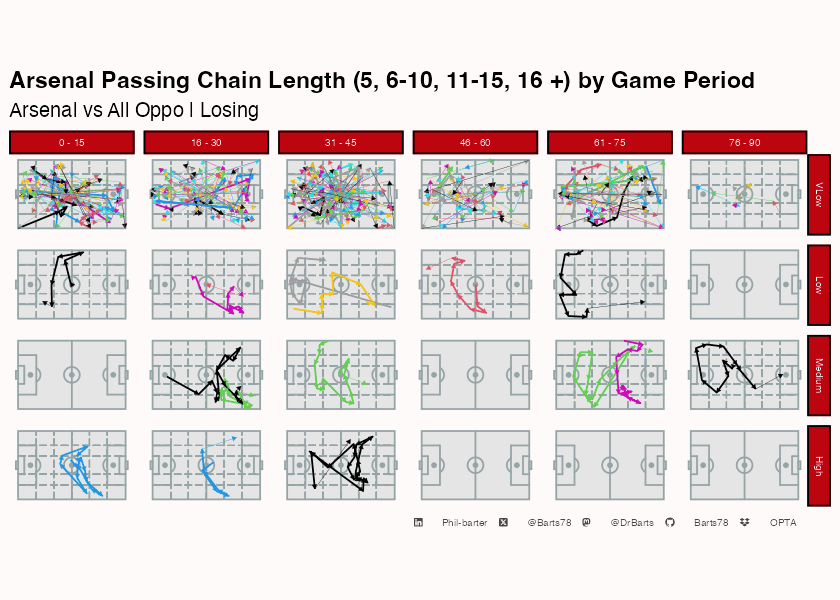 Arsenal Passing Chain Length (5, 6-10, 11-15, 16 +) by Game Period
Arsenal vs All Oppo | Losing
0 - 15 16 - 30 31 - 45 46 - 60 61 - 75 76 - 90
VLow
Low
Medium
High
Phil-barter @Barts78 @DrBarts Barts78 OPTA